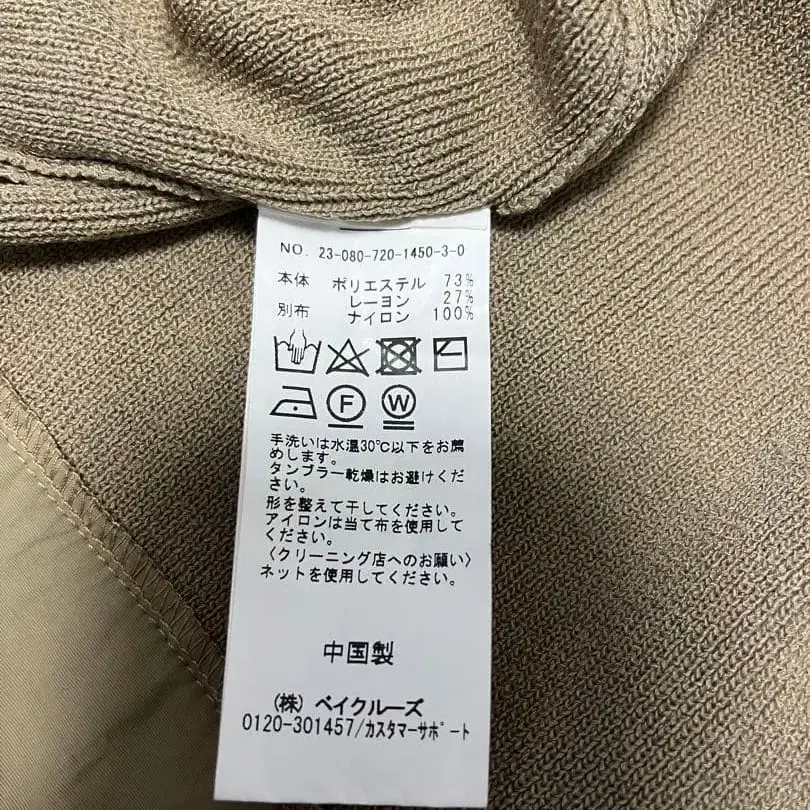 NO. 23-080-720-1450-3-0
本体 ポリエステル 73%
レーヨン 27%
別布 ナイロン 100%
F W
手洗いは水温30℃以下をお薦
めします。
タンブラー乾燥はお避けくだ
さい。
形を整えて干してください。
アイロンは当て布を使用して
ください。
〈クリーニング店へのお願い〉
ネットを使用してください。
中国製
(株) ベイクルーズ
0120-301457/カスタマーサポート